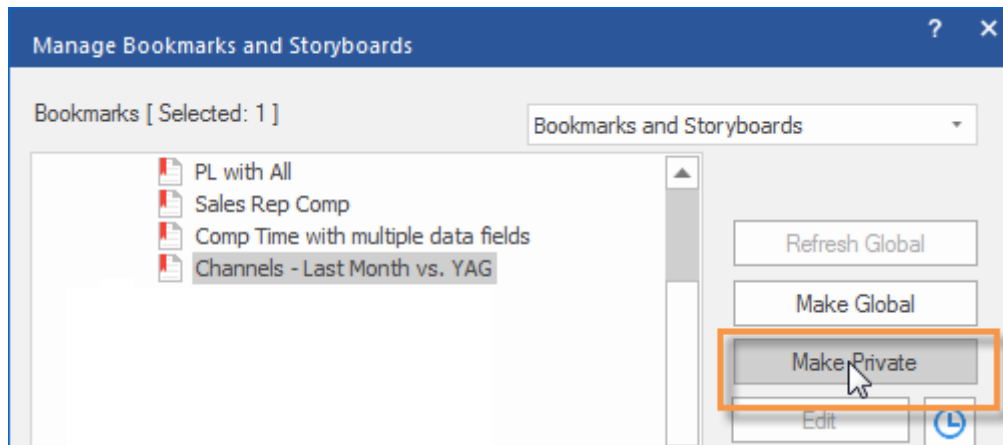 Manage Bookmarks and Storyboards
?
Bookmarks [ Selected: 1 ]
Bookmarks and Storyboards
PL with All
Sales Rep Comp
Comp Time with multiple data fields
Channels - Last Month vs. YAG
Refresh Global
Make Global
Make Private
Edit